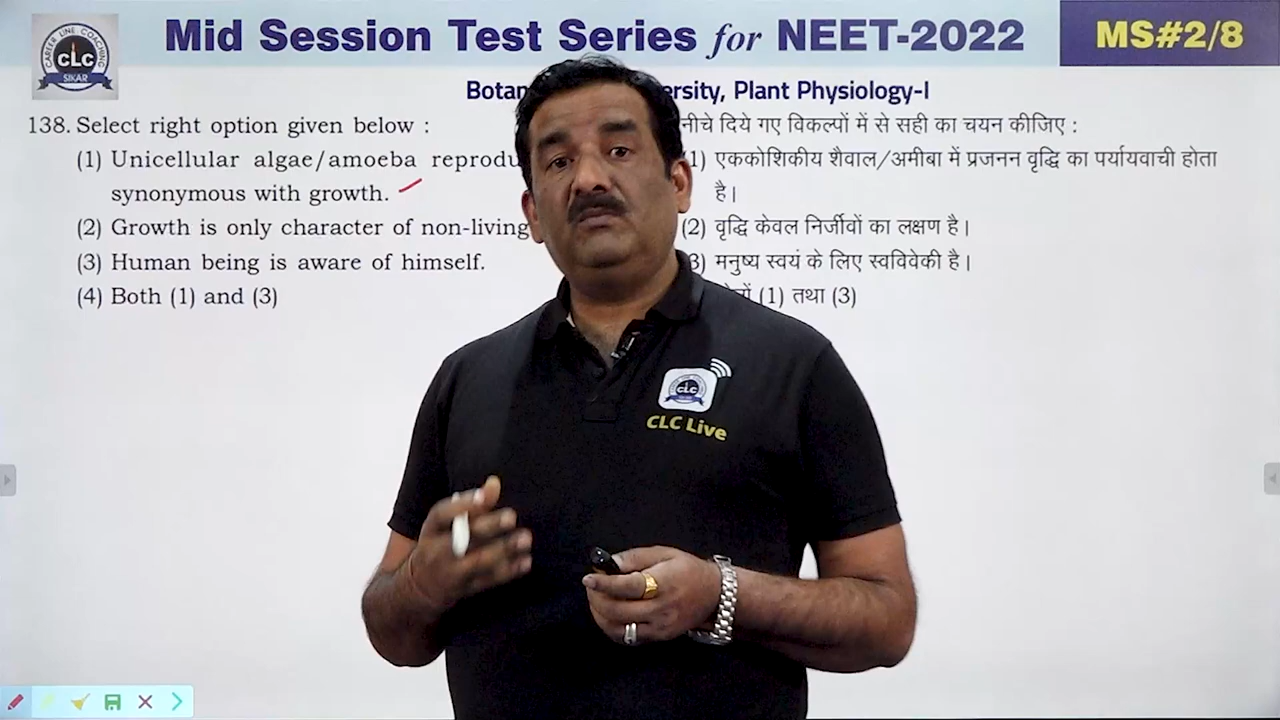 Mid Session Test Series for NEET-2022
MS#2/8
CAREER LINE COACHING
CLC
SIKAR
Plant Physiology-I
138. Select right option given below :
(1) Unicellular algae/amoeba
synonymous with growth.
(2) Growth is only character of non-living
(3) Human being is aware of himself.
(4) Both (1) and (3)
नीचे दिये गए विकल्पों में से सही का चयन कीजिए :
1) एककोशिकीय शैवाल/अमीबा में प्रजनन वृद्धि का पर्यायवाची होता
है।
(2) वृद्धि केवल निर्जीवों का लक्षण है।
3) मनुष्य स्वयं के लिए स्वविवेकी है।
(1) तथा (3)
CLC
CLC Live